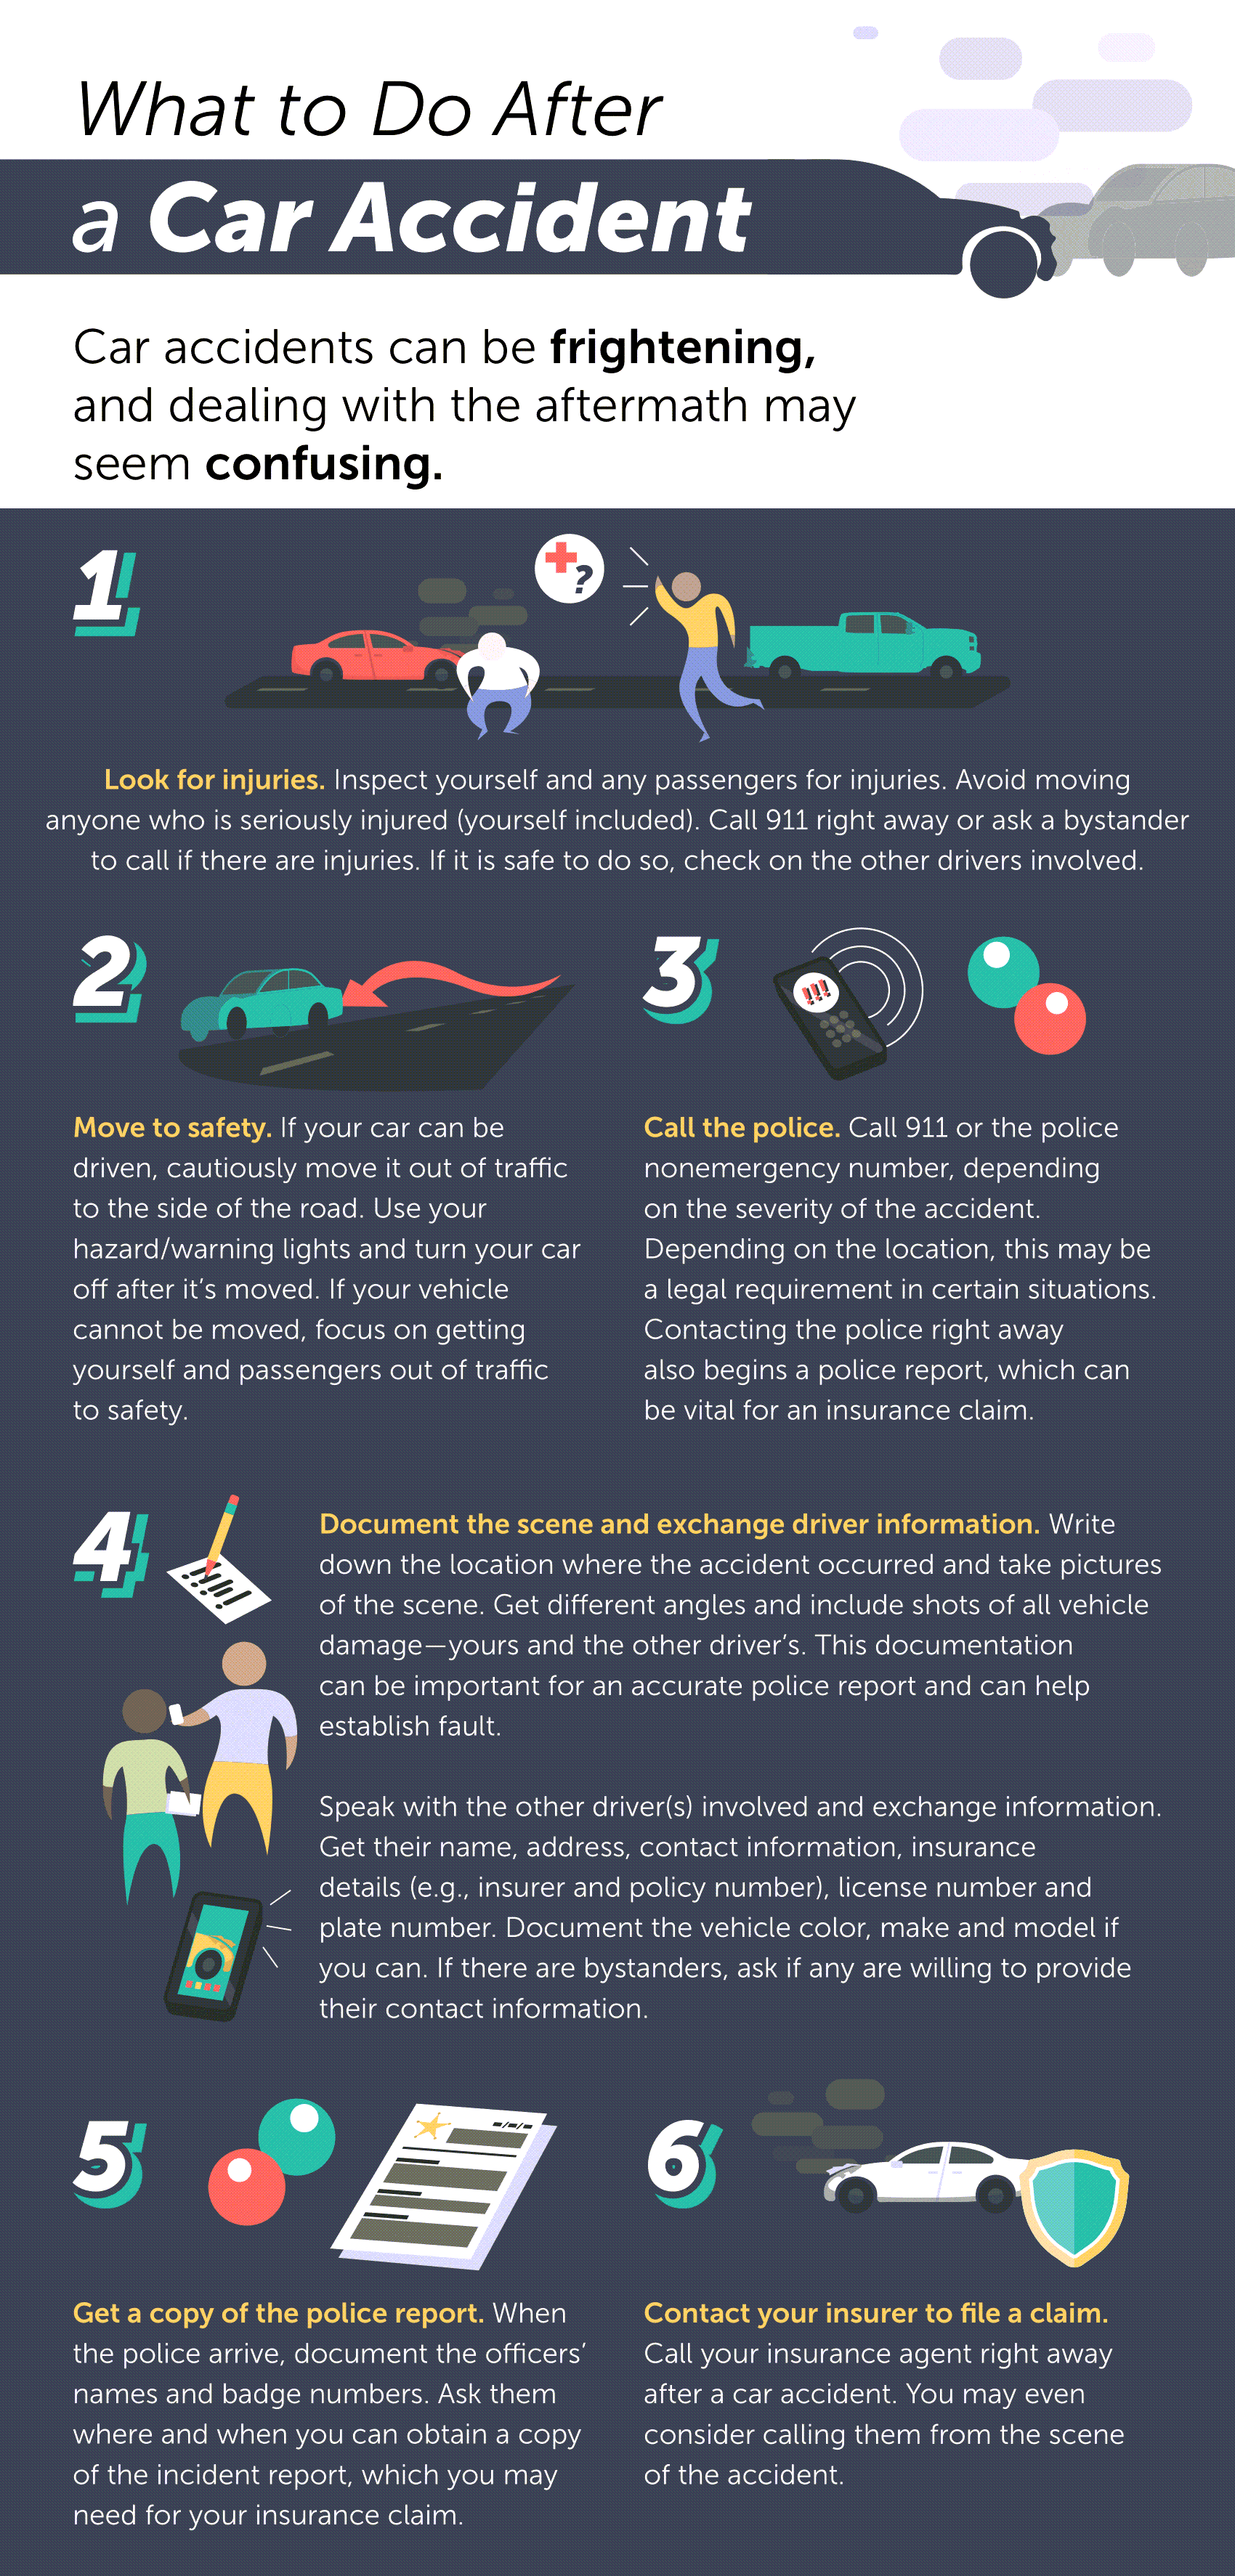 What to Do After
a Car Accident
Car accidents can be frightening,
and dealing with the aftermath may
seem confusing.
1
?
Look for injuries. Inspect yourself and any passengers for injuries. Avoid moving
anyone who is seriously injured (yourself included). Call 911 right away or ask a bystander
to call if there are injuries. If it is safe to do so, check on the other drivers involved.
2
Move to safety. If your car can be
driven, cautiously move it out of traffic
to the side of the road. Use your
hazard/warning lights and turn your car
off after it’s moved. If your vehicle
cannot be moved, focus on getting
yourself and passengers out of traffic
to safety.
3
!!!
Call the police. Call 911 or the police
nonemergency number, depending
on the severity of the accident.
Depending on the location, this may be
a legal requirement in certain situations.
Contacting the police right away
also begins a police report, which can
be vital for an insurance claim.
4
Document the scene and exchange driver information. Write
down the location where the accident occurred and take pictures
of the scene. Get different angles and include shots of all vehicle
damage—yours and the other driver’s. This documentation
can be important for an accurate police report and can help
establish fault.
Speak with the other driver(s) involved and exchange information.
Get their name, address, contact information, insurance
details (e.g., insurer and policy number), license number and
plate number. Document the vehicle color, make and model if
you can. If there are bystanders, ask if any are willing to provide
their contact information.
5
Get a copy of the police report. When
the police arrive, document the officers’
names and badge numbers. Ask them
where and when you can obtain a copy
of the incident report, which you may
need for your insurance claim.
6
Contact your insurer to file a claim.
Call your insurance agent right away
after a car accident. You may even
consider calling them from the scene
of the accident.